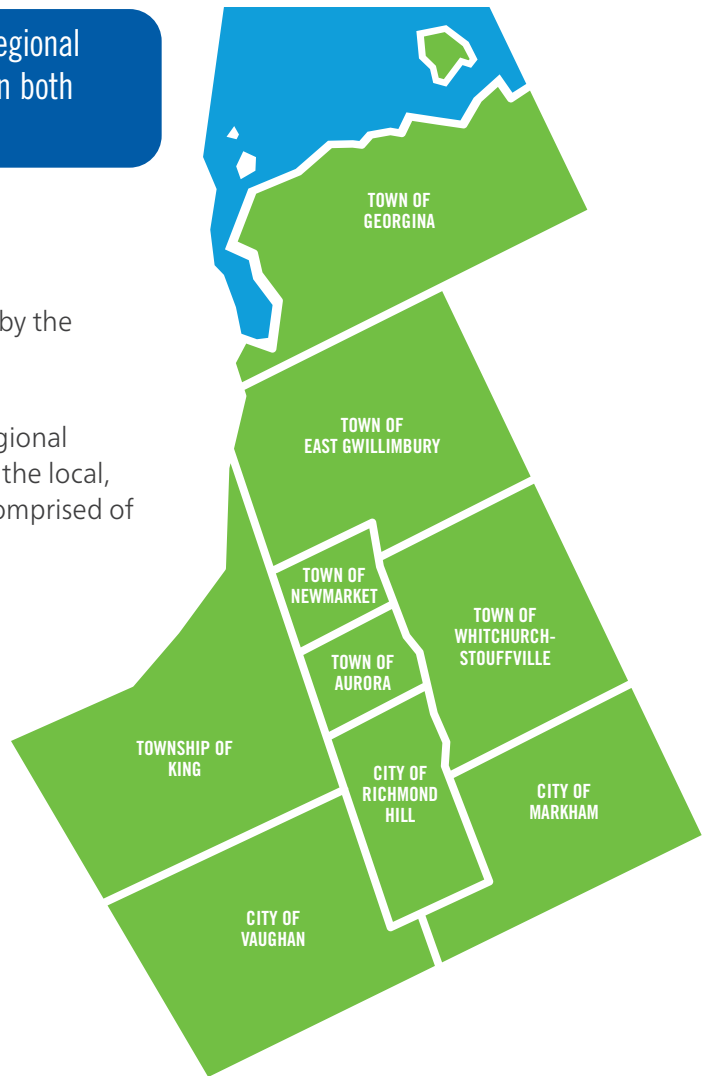 egional
n both
by the
gional
the local,
omprised of
TOWN OF
GEORGINA
TOWN OF
EAST GWILLIMBURY
TOWN OF
NEWMARKET
TOWN OF
WHITCHURCH-
STOUFFVILLE
TOWN OF
AURORA
TOWNSHIP OF
KING
CITY OF
RICHMOND
HILL
CITY OF
MARKHAM
CITY OF
VAUGHAN